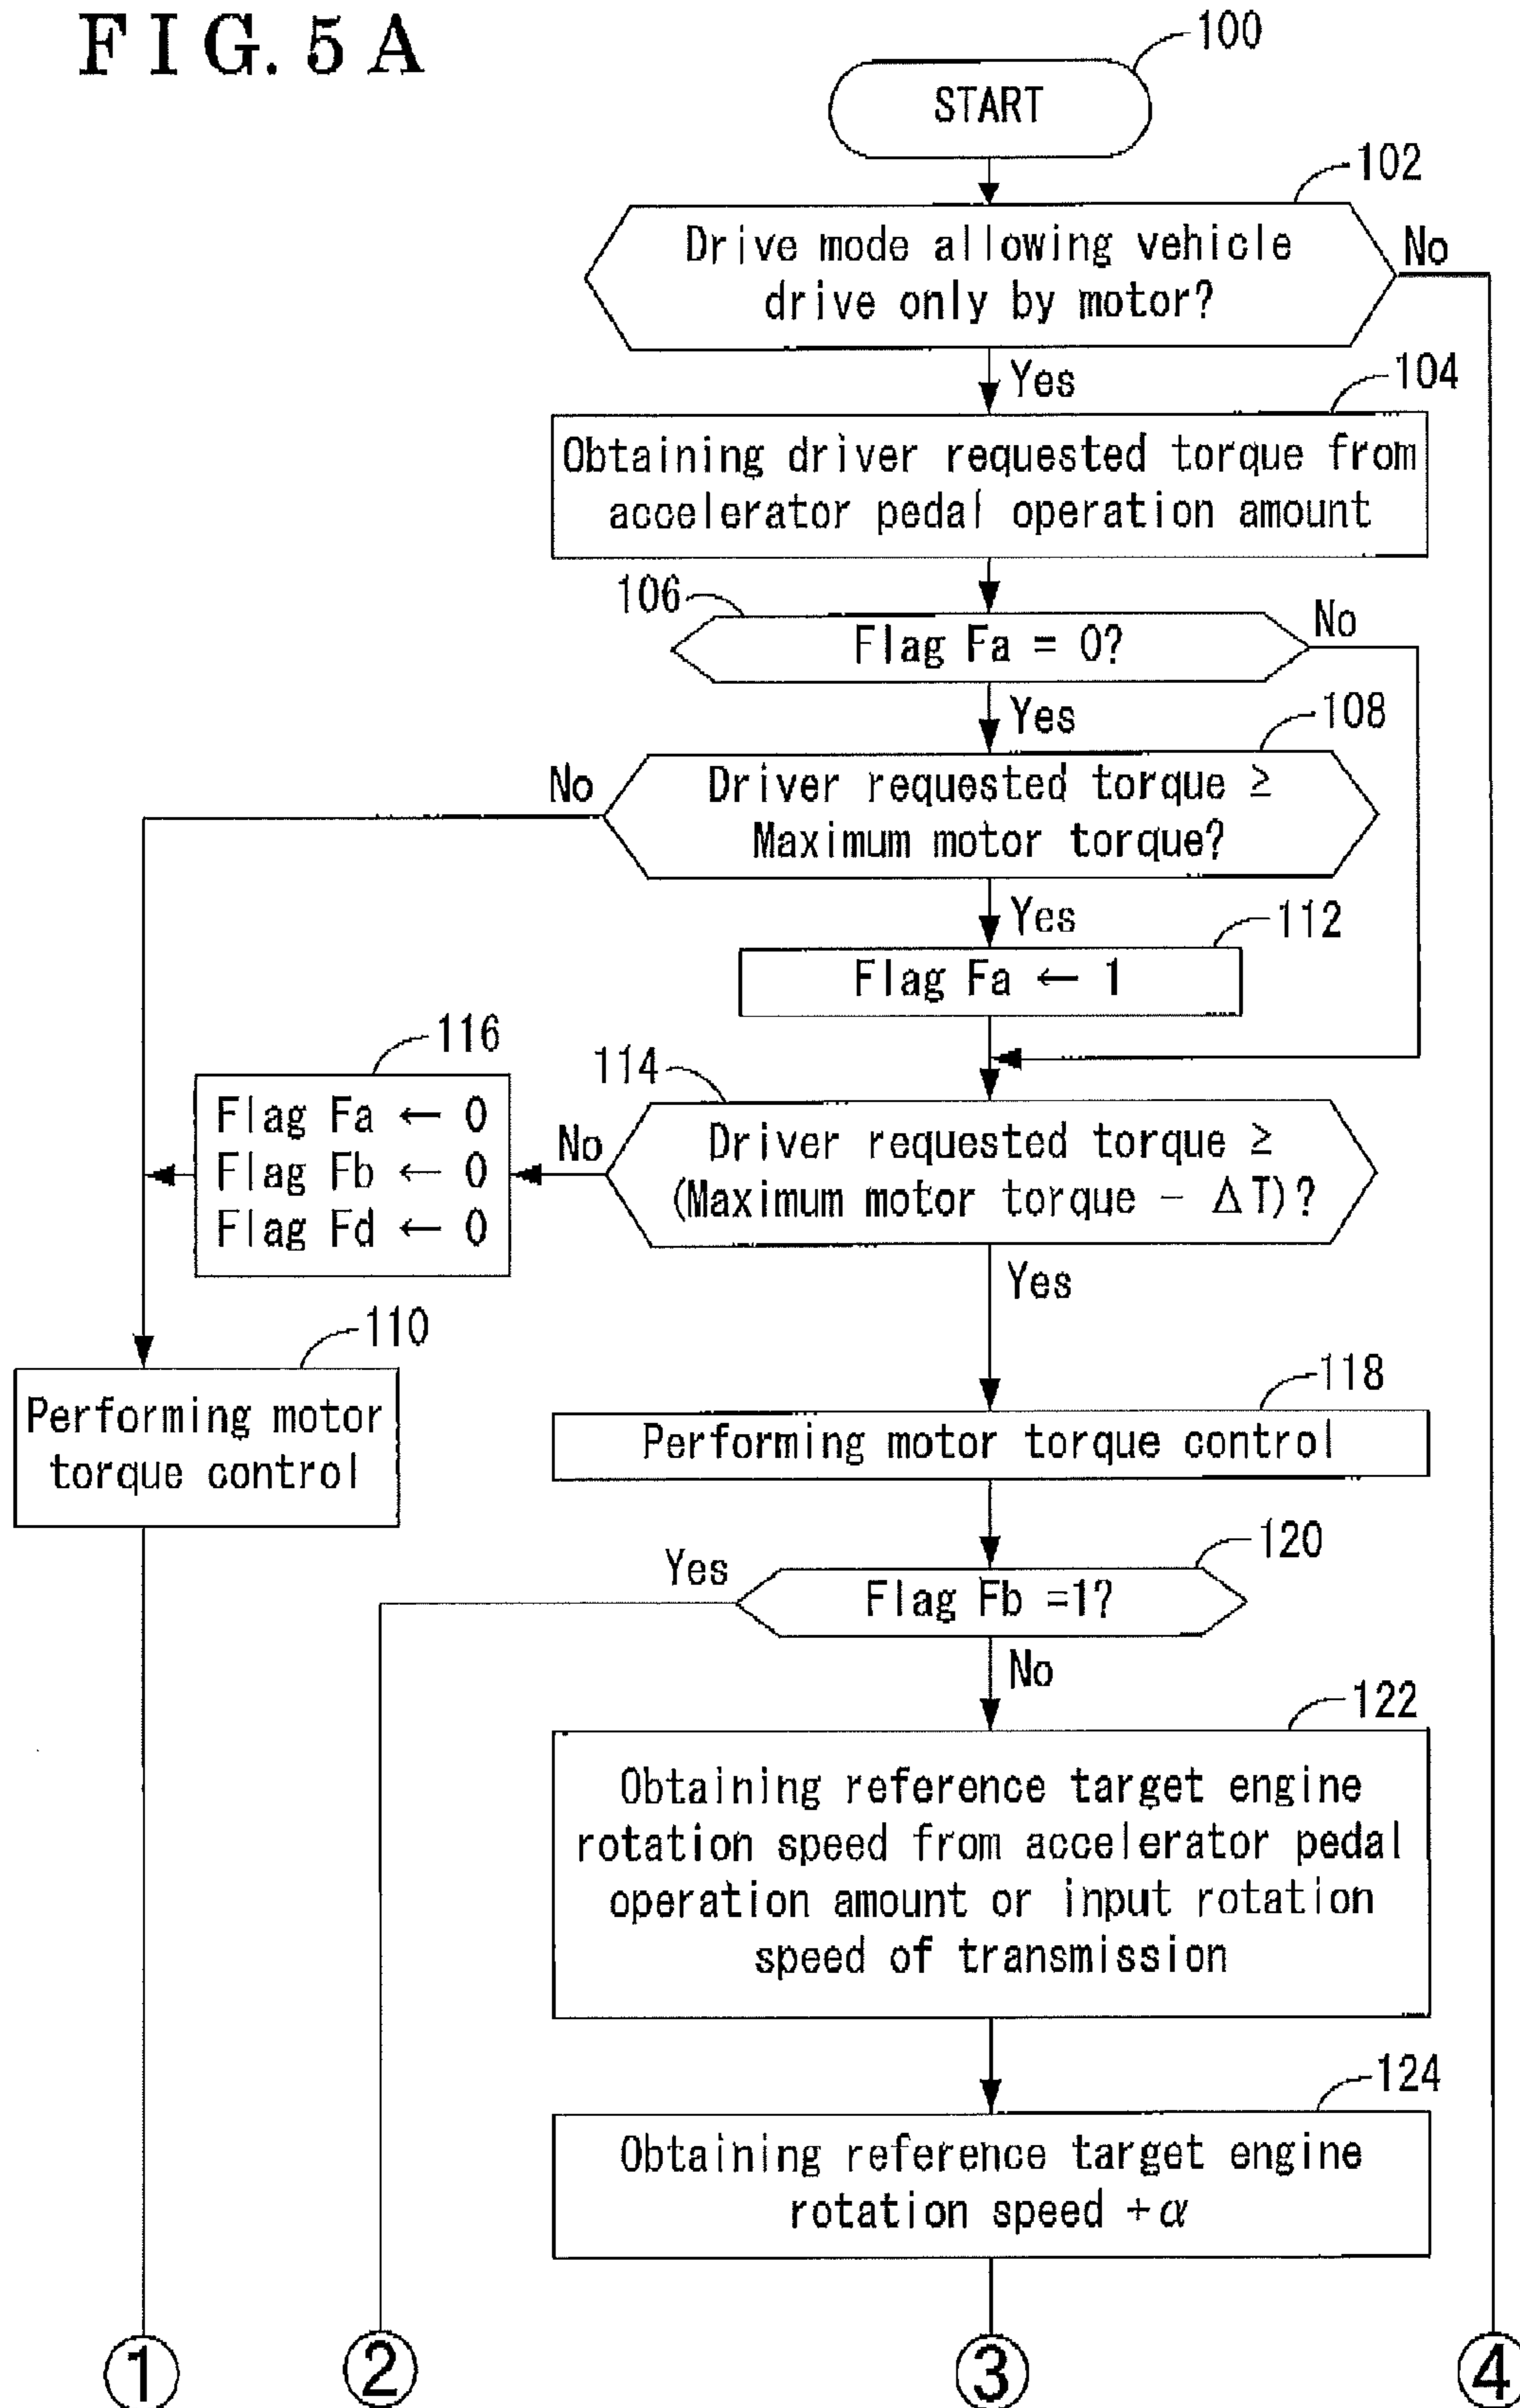 FIG. 5A
100
START
102
Drive mode allowing vehicle
drive only by motor?
No
Yes
104
Obtaining driver requested torque from
accelerator pedal operation amount
106
Flag Fa = 0?
No
Yes
108
Driver requested torque ≥
Maximum motor torque?
No
Yes
112
Flag Fa ← 1
116
Flag Fa ← 0
Flag Fb ← 0
Flag Fd ← 0
114
Driver requested torque ≥
(Maximum motor torque - ΔT)?
No
Yes
110
Performing motor
torque control
118
Performing motor torque control
120
Flag Fb =1?
Yes
No
122
Obtaining reference target engine
rotation speed from accelerator pedal
operation amount or input rotation
speed of transmission
124
Obtaining reference target engine
rotation speed +α
① ② ③ ④